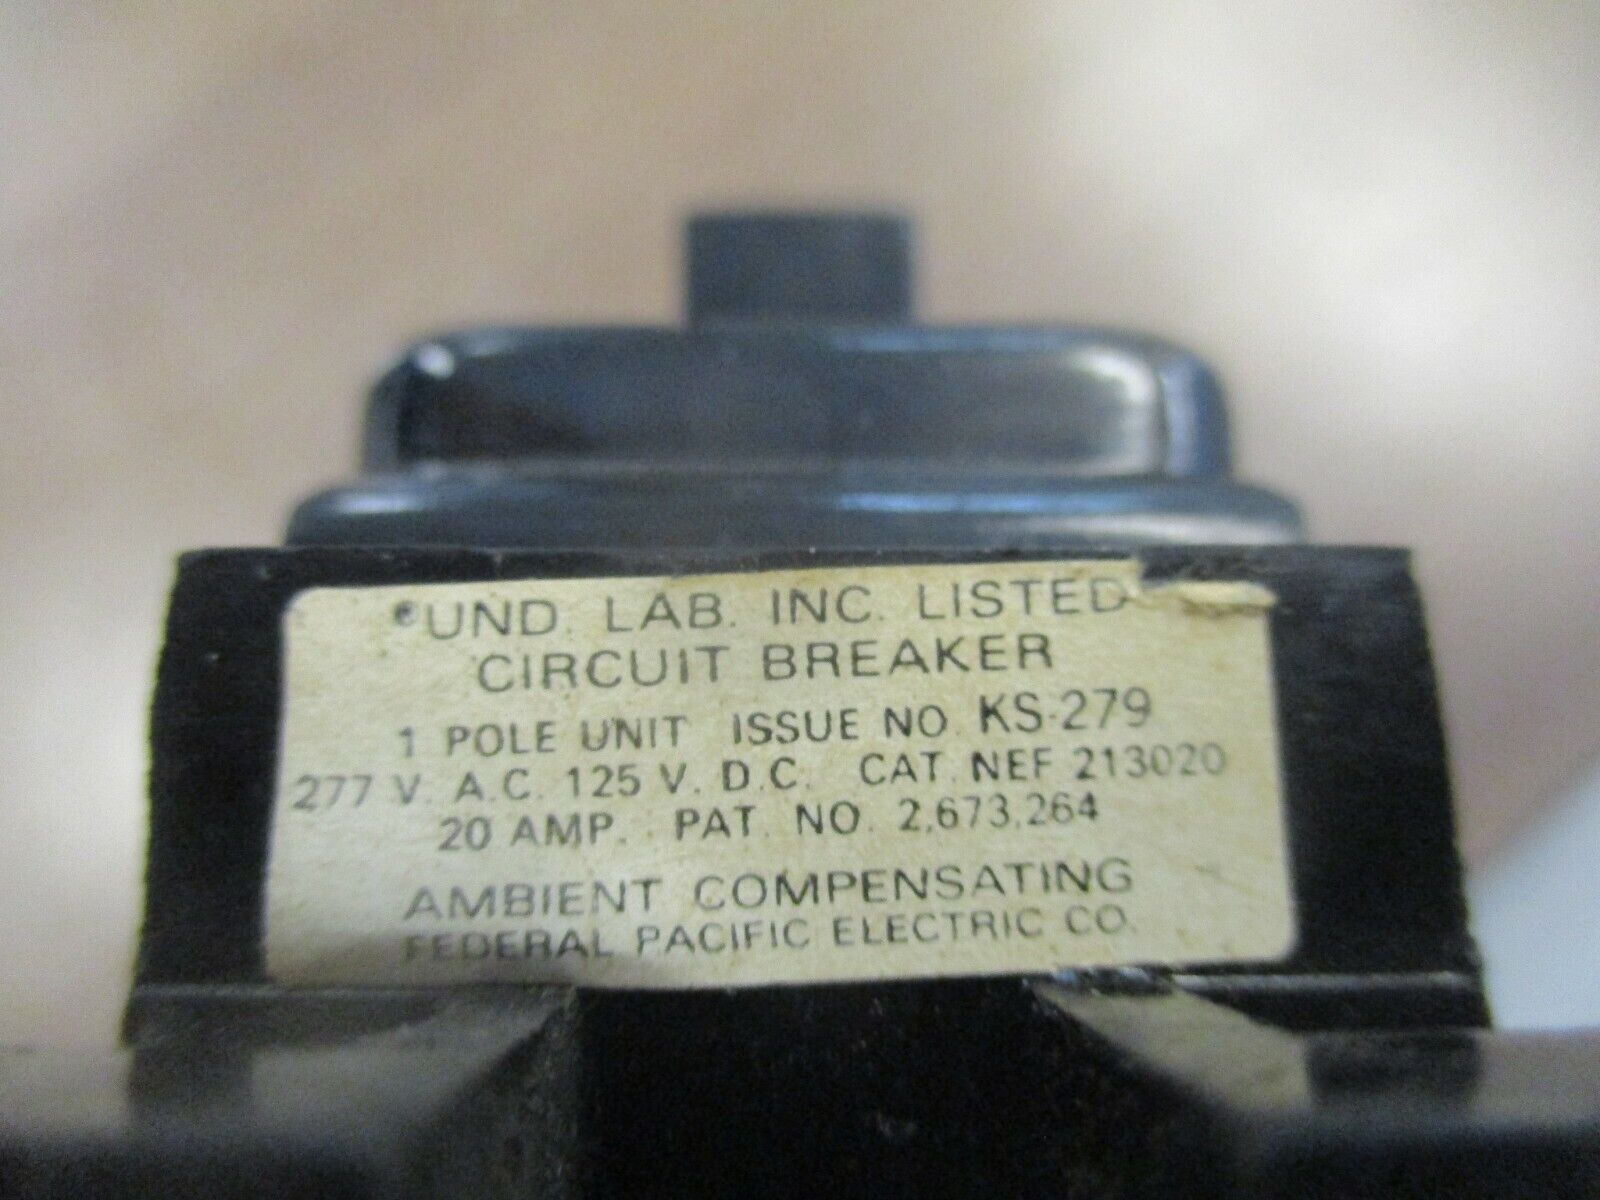 UND. LAB. INC. LISTED
CIRCUIT BREAKER
1 POLE UNIT ISSUE NO. KS-279
277 V. A.C. 125 V. D.C. CAT. NEF 213020
20 AMP. PAT. NO. 2,673,264
AMBIENT COMPENSATING
FEDERAL PACIFIC ELECTRIC CO.